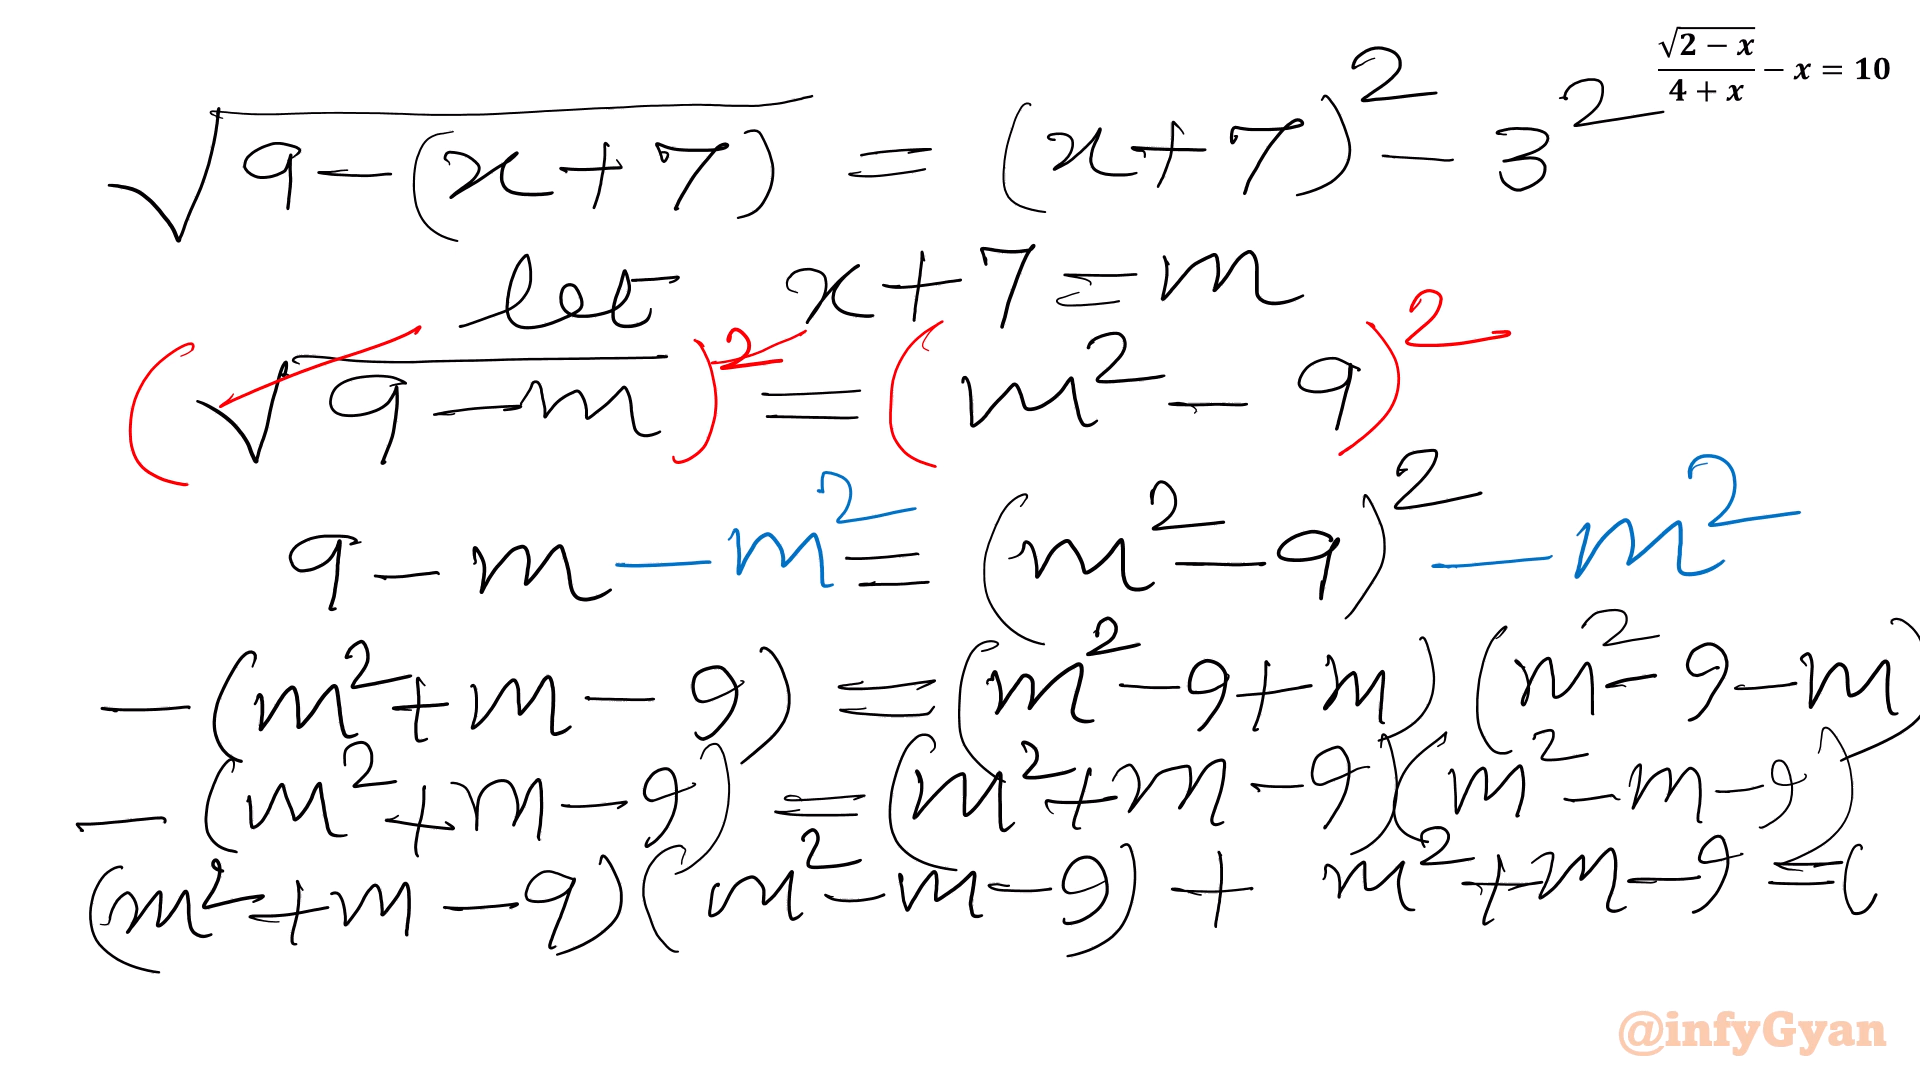 √(2 − x) / (4 + x) − x = 10
√(9 − (x + 7)) = (x + 7)² − 3²
let x + 7 = m
(√(9 − m))² = (m² − 9)²
9 − m − m² = (m² − 9)² − m²
−(m² + m − 9) = (m² − 9 + m)(m² − 9 − m)
−(m² + m − 9) = (m² + m − 9)(m² − m − 9)
(m² + m − 9)(m² − m − 9) + m² + m − 9 =
@infyGyan